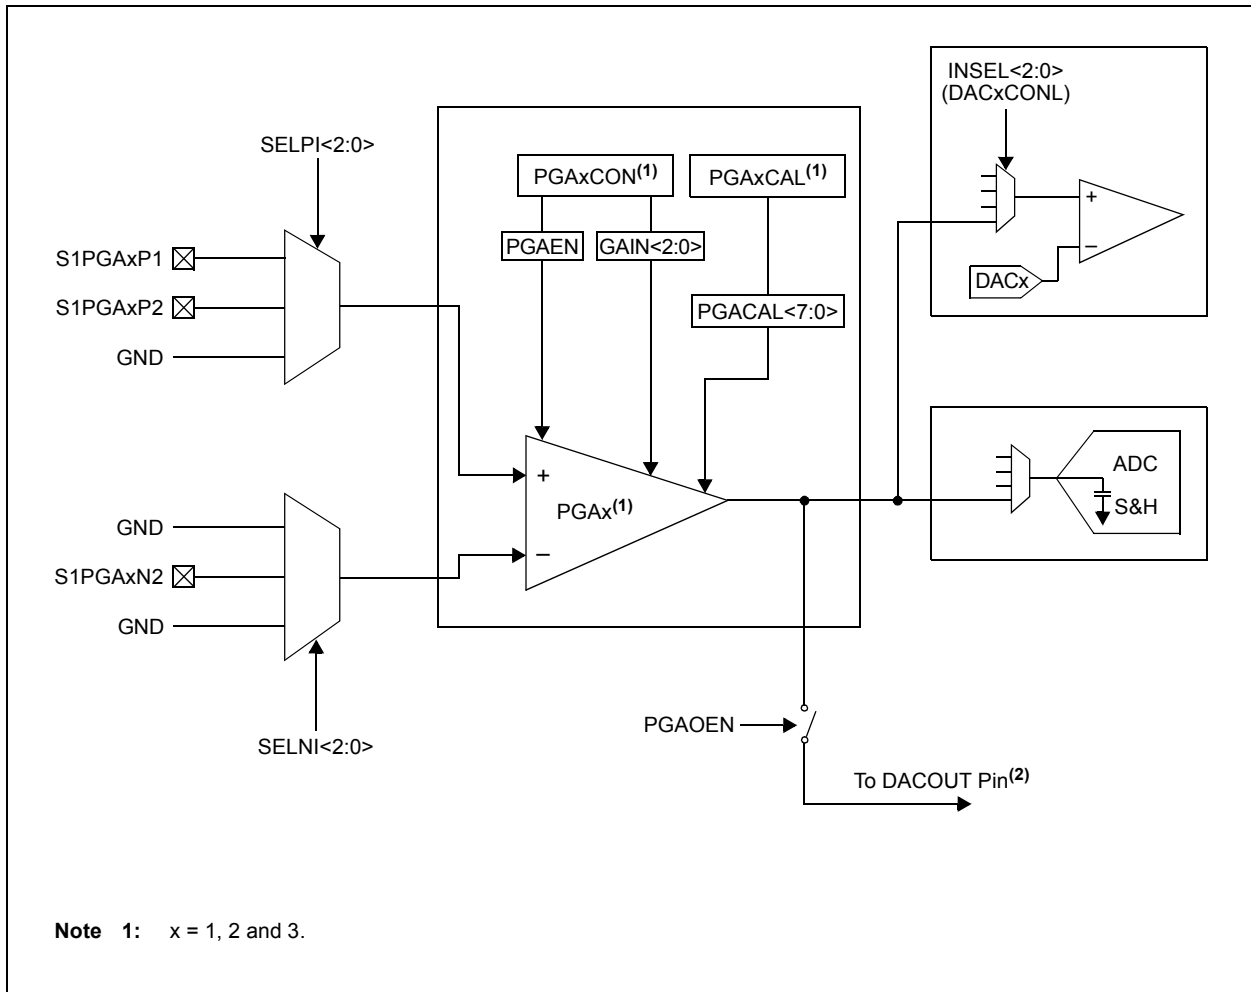 INSEL<2:0>
(DACxCONL)
SELPI<2:0>
PGAxCON(1)
PGAxCAL(1)
PGAEN
GAIN<2:0>
S1PGAxP1
S1PGAxP2
GND
+
−
DACx
PGACAL<7:0>
+
PGAx(1)
−
ADC
S&H
GND
S1PGAxN2
GND
SELNI<2:0>
PGAOEN
To DACOUT Pin(2)
Note 1: x = 1, 2 and 3.